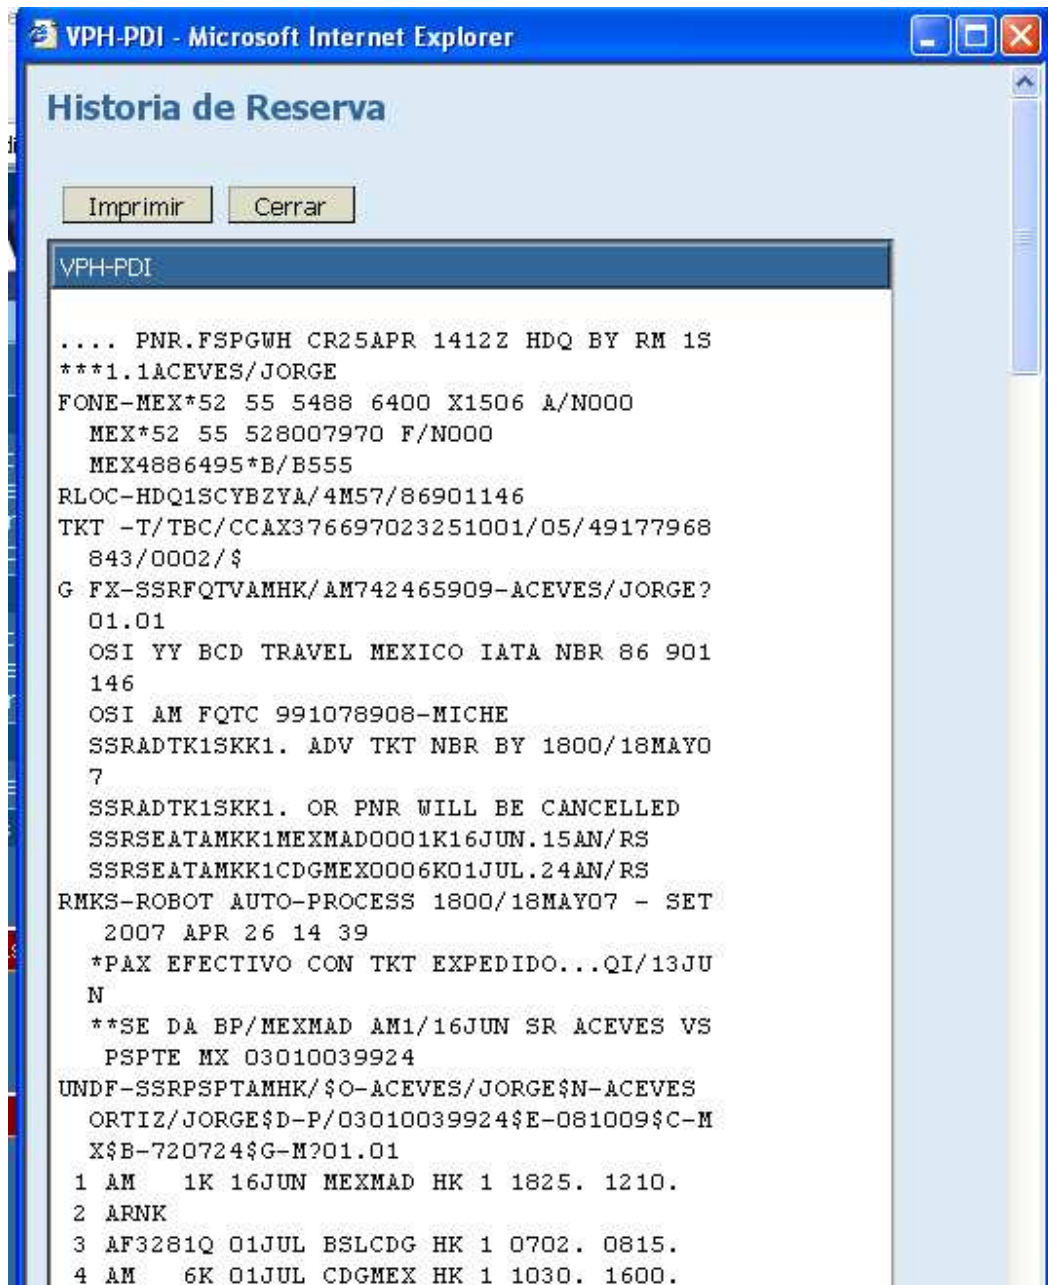 VPH-PDI - Microsoft Internet Explorer
Historia de Reserva
Imprimir Cerrar
VPH-PDI
.... PNR.FSPGWH CR25APR 1412Z HDQ BY RM 1S
***1.1ACEVES/JORGE
FONE-MEX*52 55 5488 6400 X1506 A/N000
MEX*52 55 528007970 F/N000
MEX4886495*B/B555
RLOC-HDQ1SCYBZYA/4M57/86901146
TKT -T/TBC/CCAX376697023251001/05/49177968
843/0002/$
G FX-SSRFQTVAMHK/AM742465909-ACEVES/JORGE?
01.01
OSI YY BCD TRAVEL MEXICO IATA NBR 86 901
146
OSI AM FQTC 991078908-MICHE
SSRADTK1SKK1. ADV TKT NBR BY 1800/18MAY0
7
SSRADTK1SKK1. OR PNR WILL BE CANCELLED
SSRSEATAMKK1MEXMAD0001K16JUN.15AN/RS
SSRSEATAMKK1CDGMEX0006K01JUL.24AN/RS
RMKS-ROBOT AUTO-PROCESS 1800/18MAY07 - SET
2007 APR 26 14 39
*PAX EFECTIVO CON TKT EXPEDIDO...QI/13JU
N
**SE DA BP/MEXMAD AM1/16JUN SR ACEVES VS
PSPTE MX 03010039924
UNDF-SSRPSPTAMHK/$O-ACEVES/JORGE$N-ACEVES
ORTIZ/JORGE$D-P/03010039924$E-081009$C-M
X$B-720724$G-M?01.01
1 AM 1K 16JUN MEXMAD HK 1 1825. 1210.
2 ARNK
3 AF3281Q 01JUL BSLCDG HK 1 0702. 0815.
4 AM 6K 01JUL CDGMEX HK 1 1030. 1600.